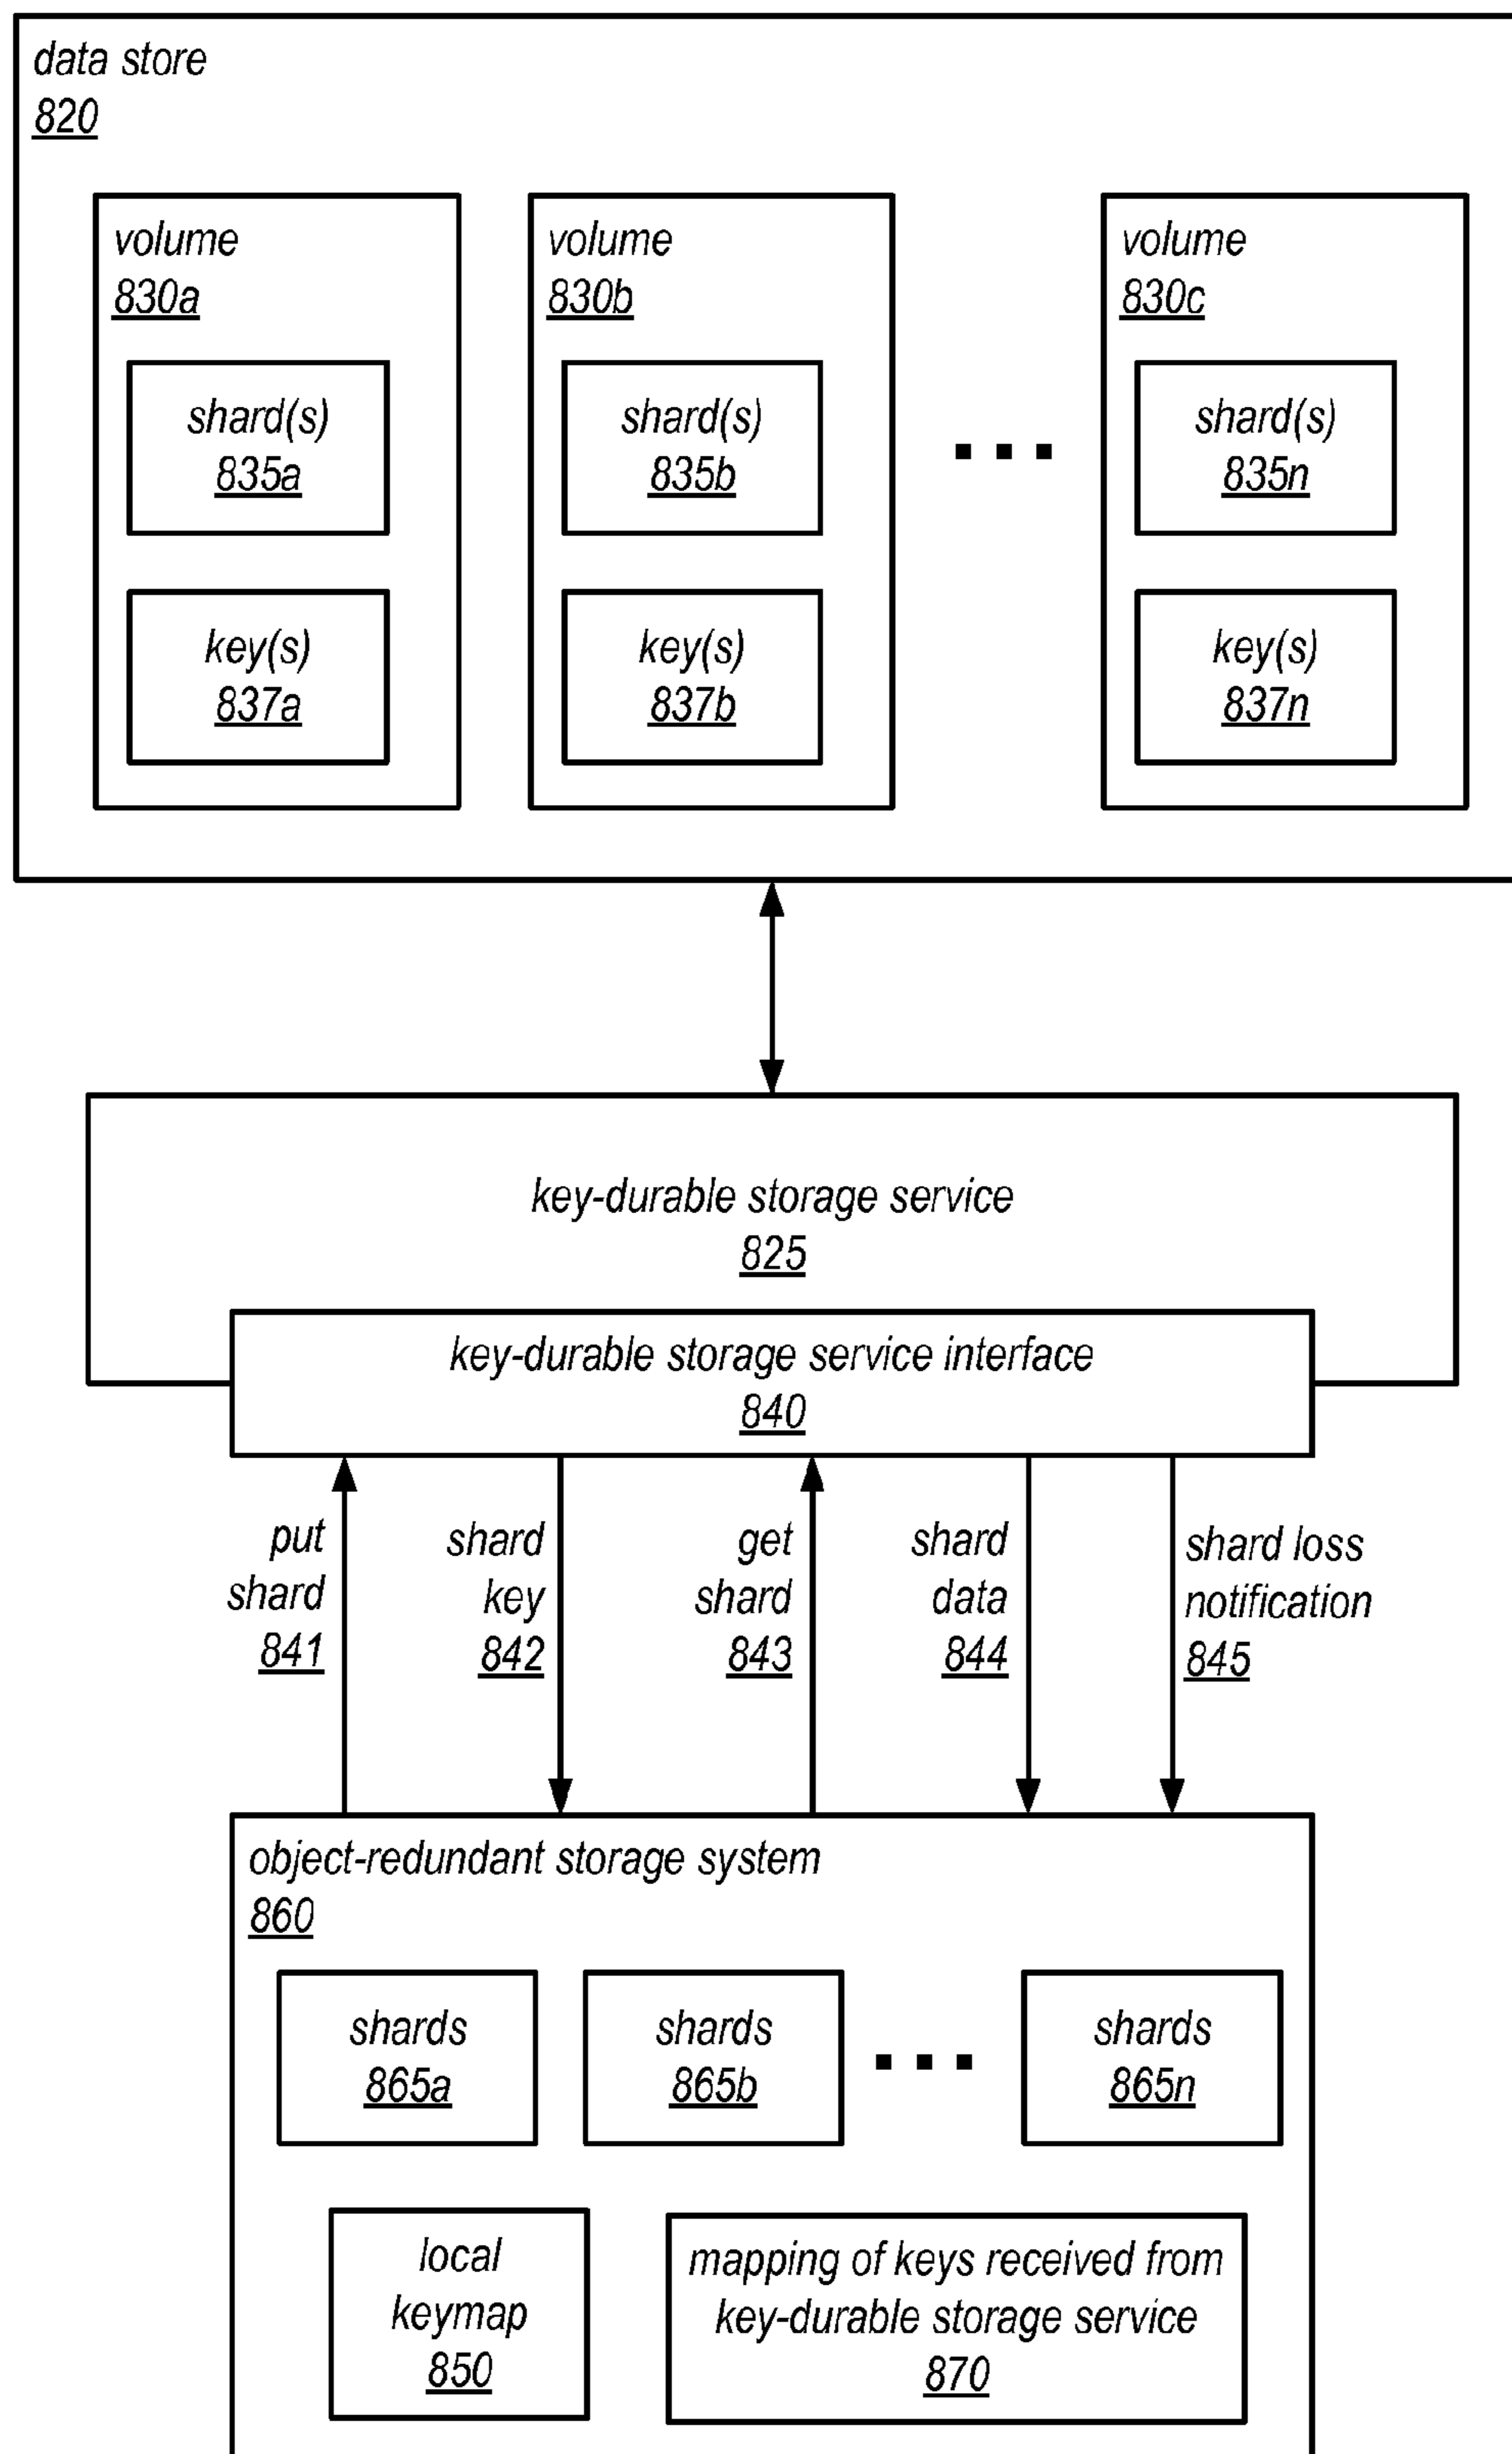 data store
820
volume
830a
shard(s)
835a
key(s)
837a
volume
830b
shard(s)
835b
key(s)
837b
volume
830c
shard(s)
835n
key(s)
837n
key-durable storage service
825
key-durable storage service interface
840
put
shard
841
shard
key
842
get
shard
843
shard
data
844
shard loss
notification
845
object-redundant storage system
860
shards
865a
shards
865b
shards
865n
local
keymap
850
mapping of keys received from
key-durable storage service
870